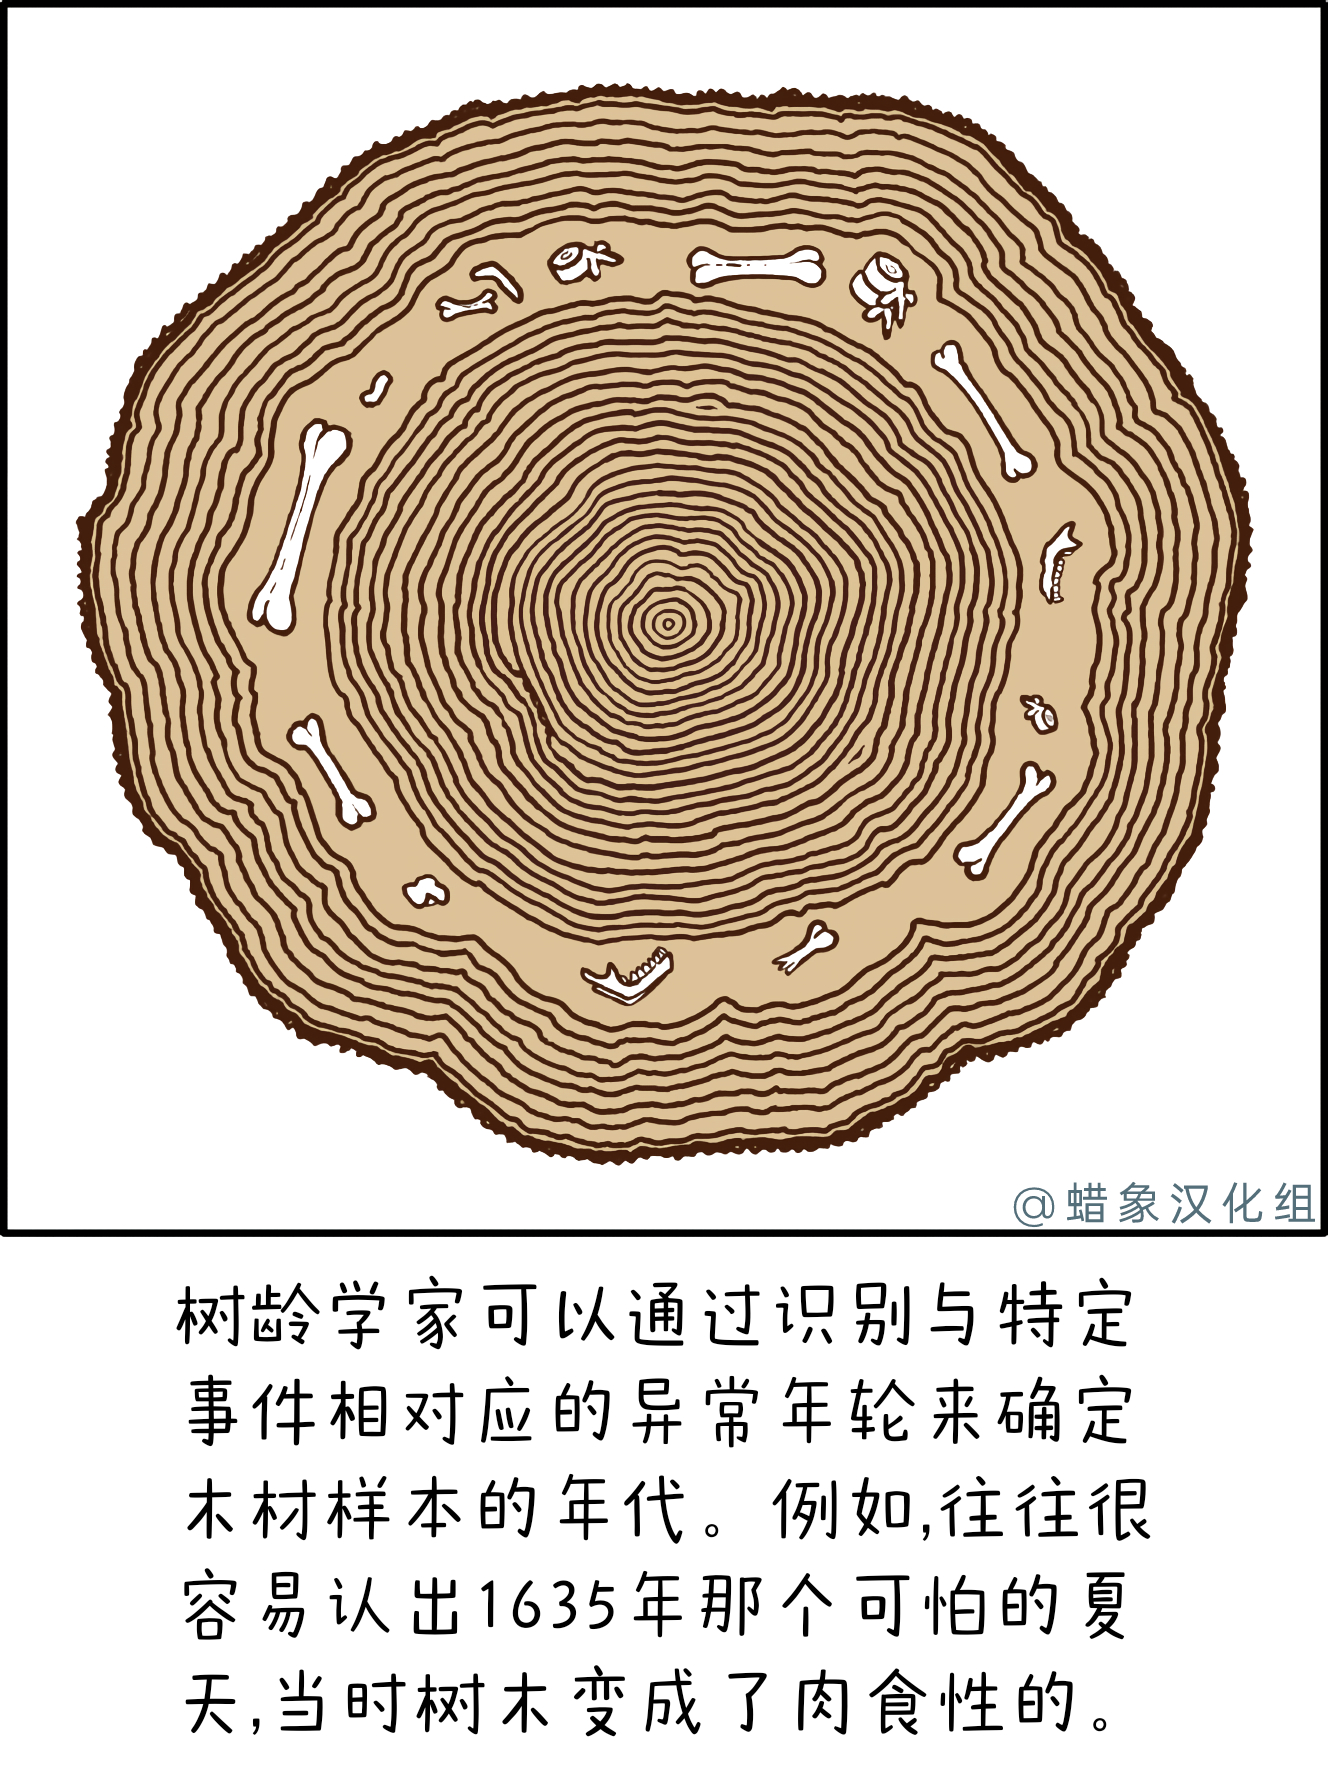 @蜡象汉化组
树龄学家可以通过识别与特定
事件相对应的异常年轮来确定
木材样本的年代。例如,往往很
容易认出1635年那个可怕的夏
天,当时树木变成了肉食性的。